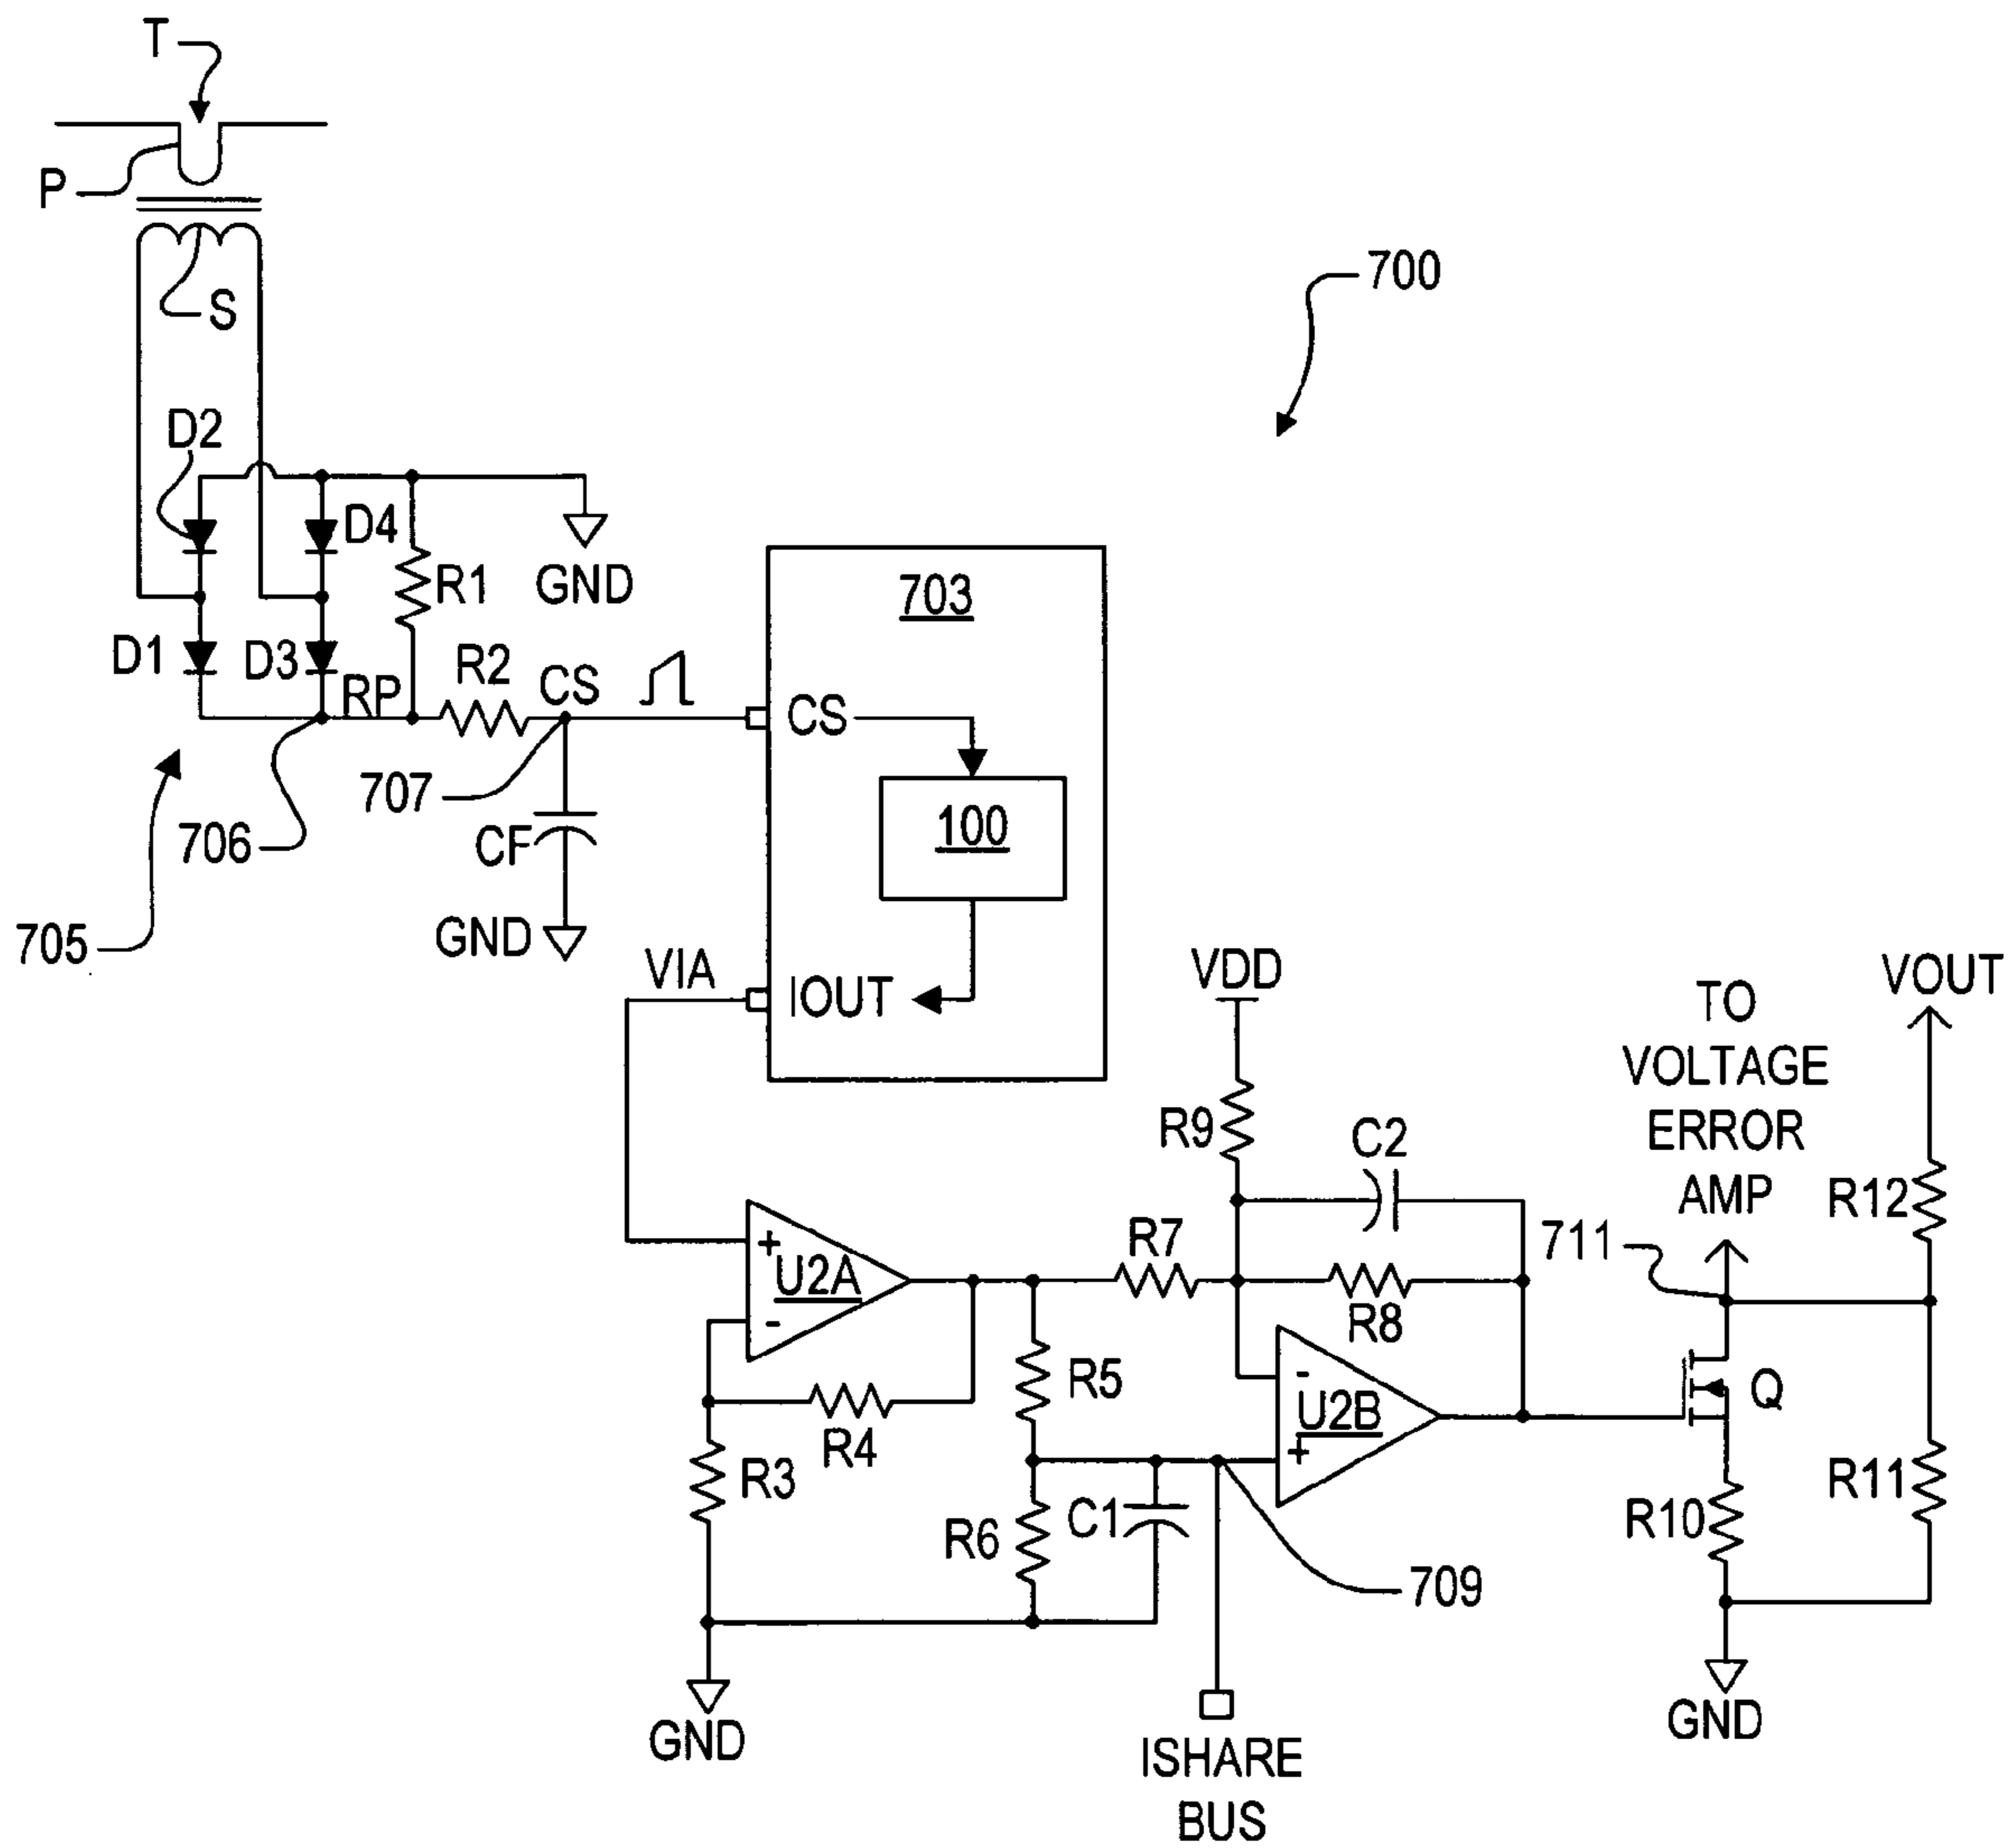 T
P
S
700
D2
D4
R1
GND
703
D1
D3
RP
R2
CS
CS
707
706
CF
100
705
GND
VIA
IOUT
VDD
VOUT
TO
VOLTAGE
ERROR
AMP
R9
C2
R12
711
R7
+
U2A
-
R8
R5
-
U2B
+
Q
R4
R3
R6
C1
R10
R11
709
GND
GND
ISHARE
BUS